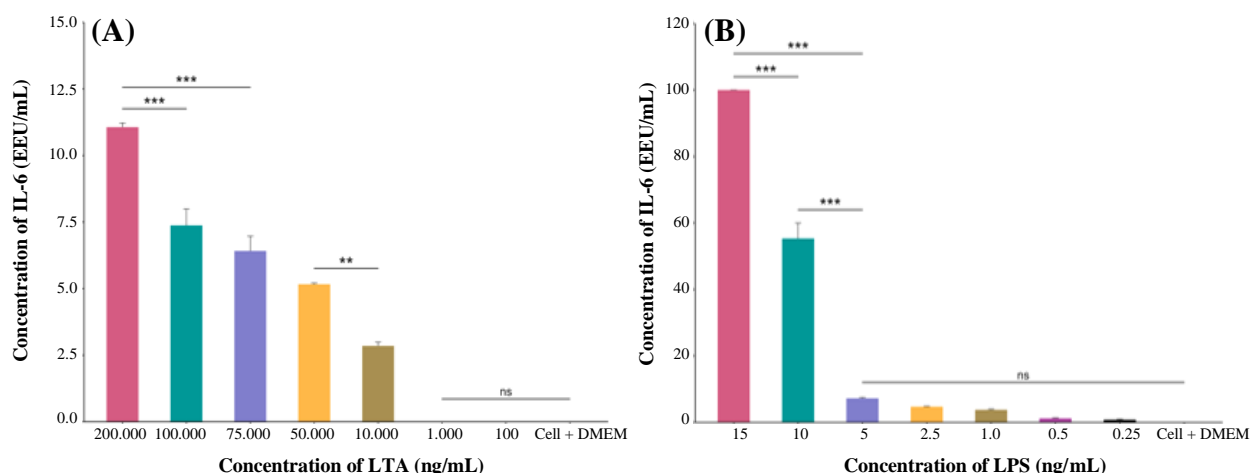 (A)
Concentration of IL-6 (EEU/mL)
15.0
12.5
10.0
7.5
5.0
2.5
0.0
***
***
**
ns
200.000 100.000 75.000 50.000 10.000 1.000 100 Cell + DMEM
Concentration of LTA (ng/mL)
(B)
Concentration of IL-6 (EEU/mL)
120
100
80
60
40
20
0
***
***
***
ns
15 10 5 2.5 1.0 0.5 0.25 Cell + DMEM
Concentration of LPS (ng/mL)